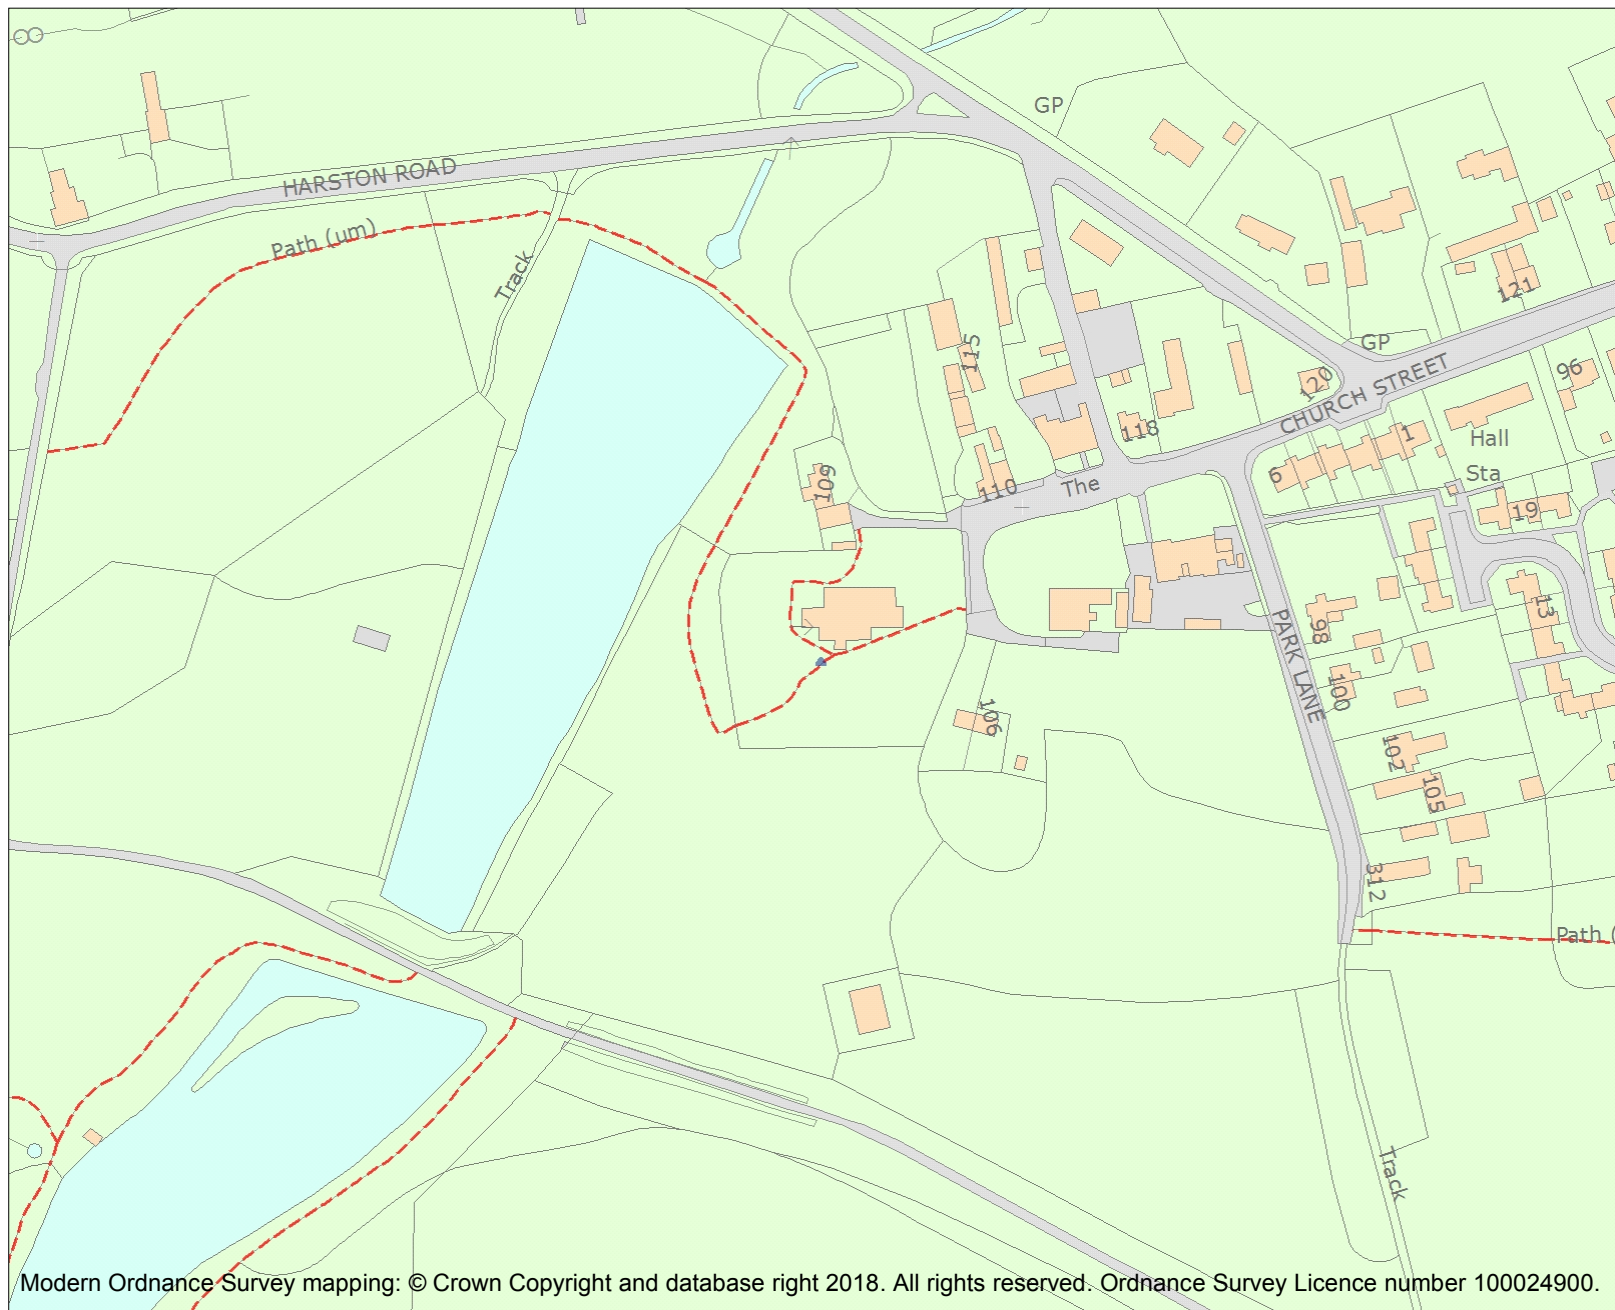 GP
HARSTON ROAD
Path (um)
Track
121
115
GP
120
CHURCH STREET
96
118
1
Hall
Sta
6
109
110
The
19
13
98
PARK LANE
100
106
102
105
312
Path (
Track
Modern Ordnance Survey mapping: © Crown Copyright and database right 2018. All rights reserved. Ordnance Survey Licence number 100024900.